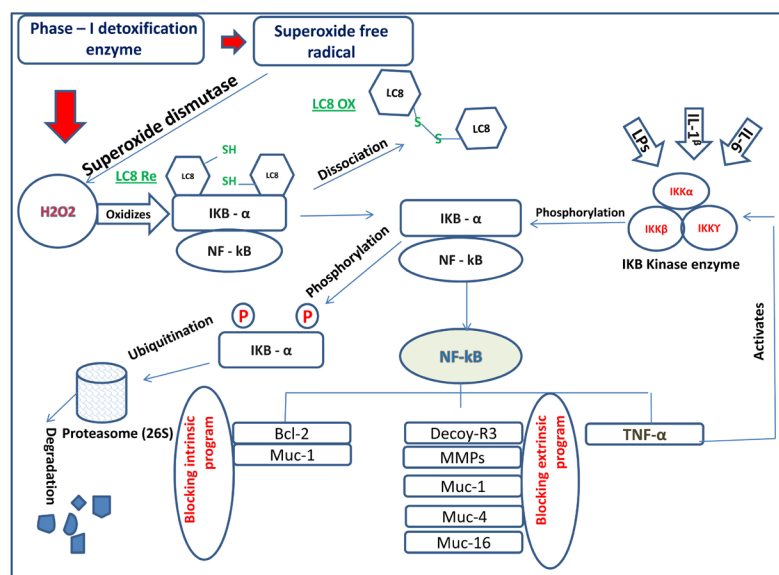 Phase – I detoxification
enzyme
Superoxide free
radical
Superoxide dismutase
LC8 OX
LC8
S
S
LC8
LPs
IL-1β
IL-6
LC8 Re
SH
LC8
SH
LC8
Dissociation
H2O2
Oxidizes
IKB - α
NF - kB
IKB - α
NF - kB
Phosphorylation
IKKα
IKKβ
IKKY
IKB Kinase enzyme
Phosphorylation
P
P
IKB - α
Ubiquitination
NF-kB
Activates
Proteasome (26S)
Degradation
Blocking intrinsic
program
Bcl-2
Muc-1
Decoy-R3
MMPs
Muc-1
Muc-4
Muc-16
Blocking extrinsic
program
TNF-α